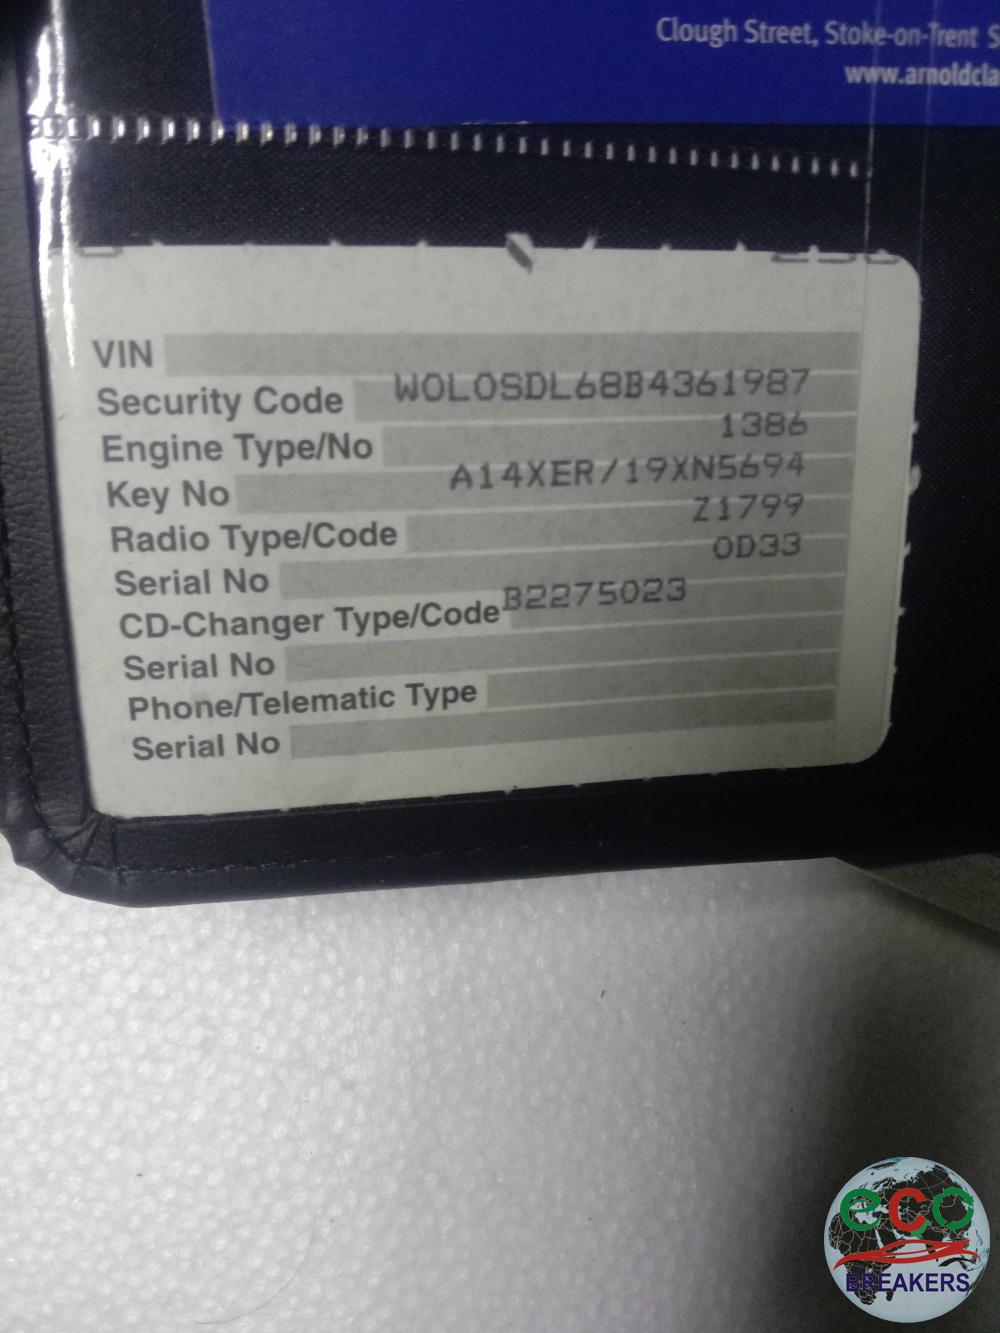 Clough Street, Stoke-on-Trent S
www.arnoldcla
VIN
W0L0SDL68B4361987
Security Code
1386
Engine Type/No
A14XER/19XN5694
Key No
Z1799
Radio Type/Code
0D33
Serial No
B2275023
CD-Changer Type/Code
Serial No
Phone/Telematic Type
Serial No
eco
BREAKERS